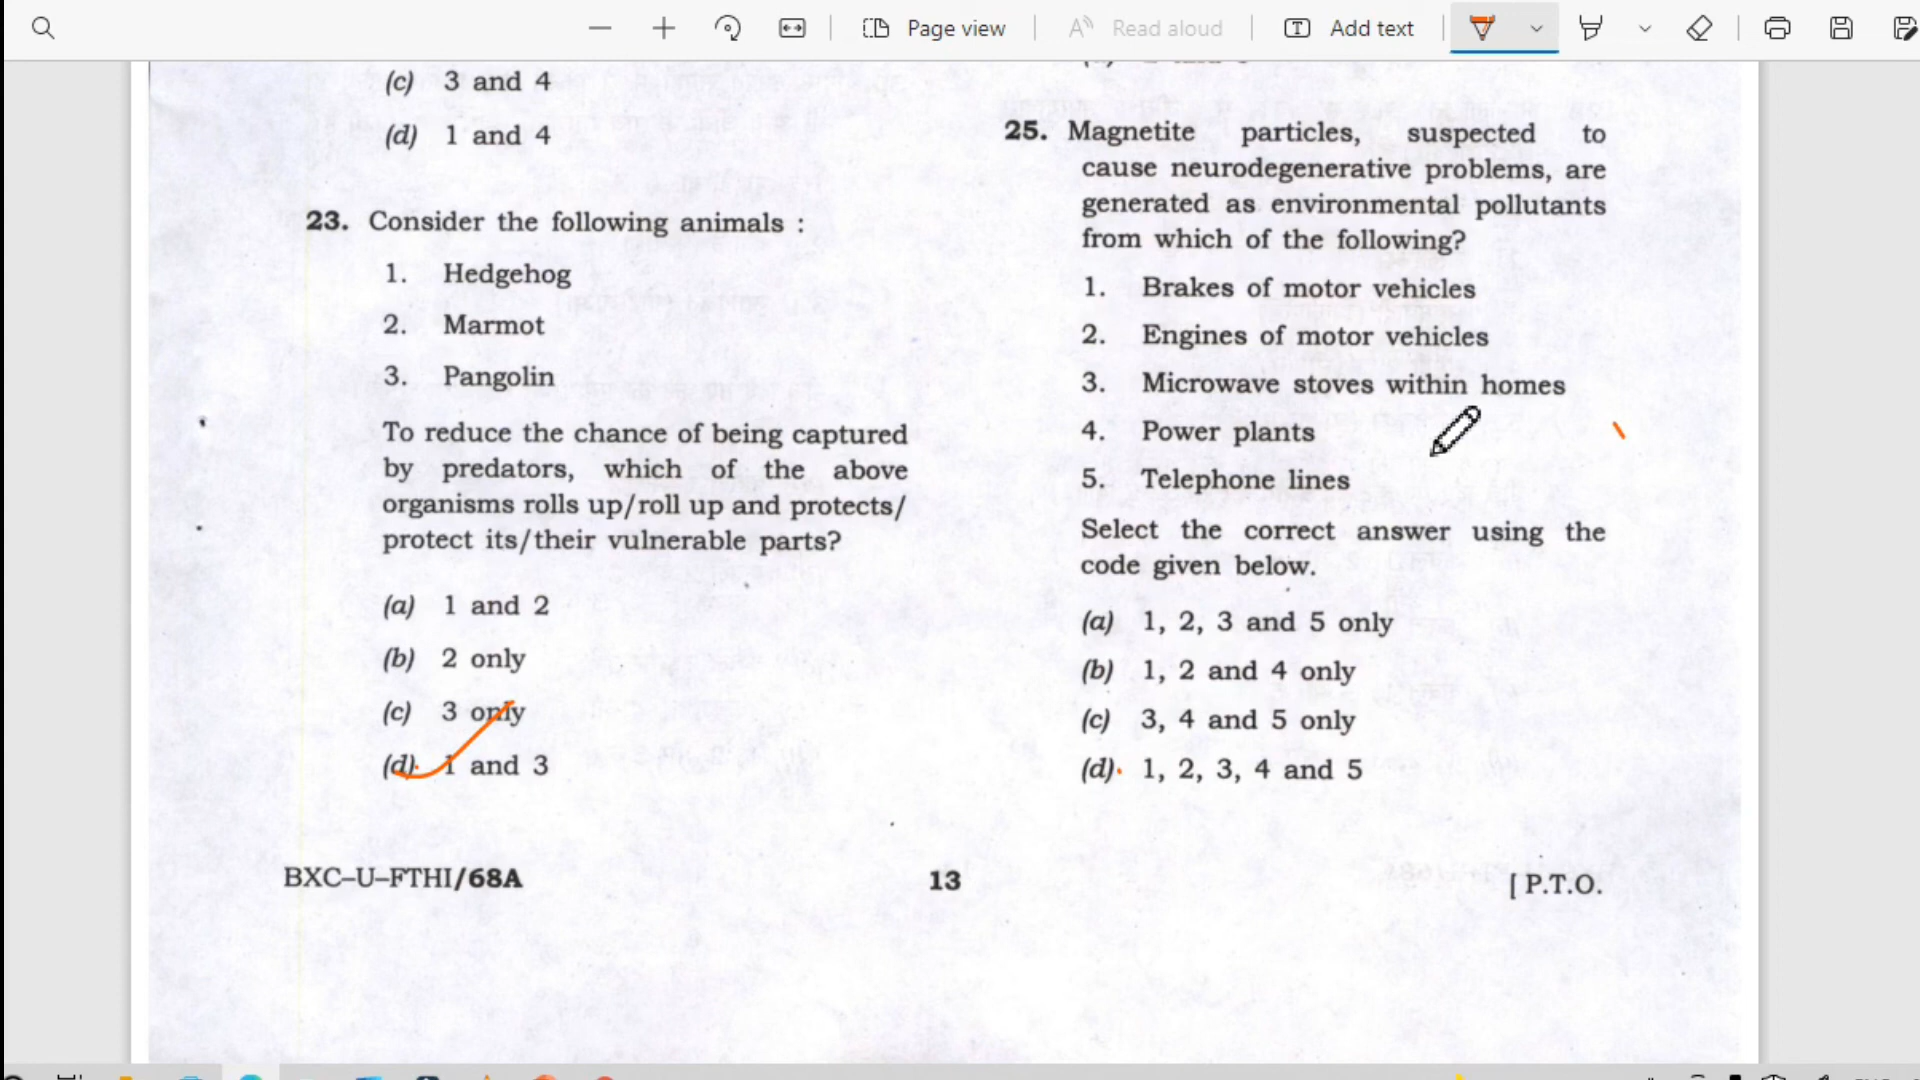 Page view
Read aloud
Add text
(c) 3 and 4
(d) 1 and 4
23. Consider the following animals :
1. Hedgehog
2. Marmot
3. Pangolin
To reduce the chance of being captured
by predators, which of the above
organisms rolls up/roll up and protects/
protect its/their vulnerable parts?
(a) 1 and 2
(b) 2 only
(c) 3 only
(d) 1 and 3
25. Magnetite particles, suspected to
cause neurodegenerative problems, are
generated as environmental pollutants
from which of the following?
1. Brakes of motor vehicles
2. Engines of motor vehicles
3. Microwave stoves within homes
4. Power plants
5. Telephone lines
Select the correct answer using the
code given below.
(a) 1, 2, 3 and 5 only
(b) 1, 2 and 4 only
(c) 3, 4 and 5 only
(d) 1, 2, 3, 4 and 5
BXC–U–FTHI/68A
13
[ P.T.O.